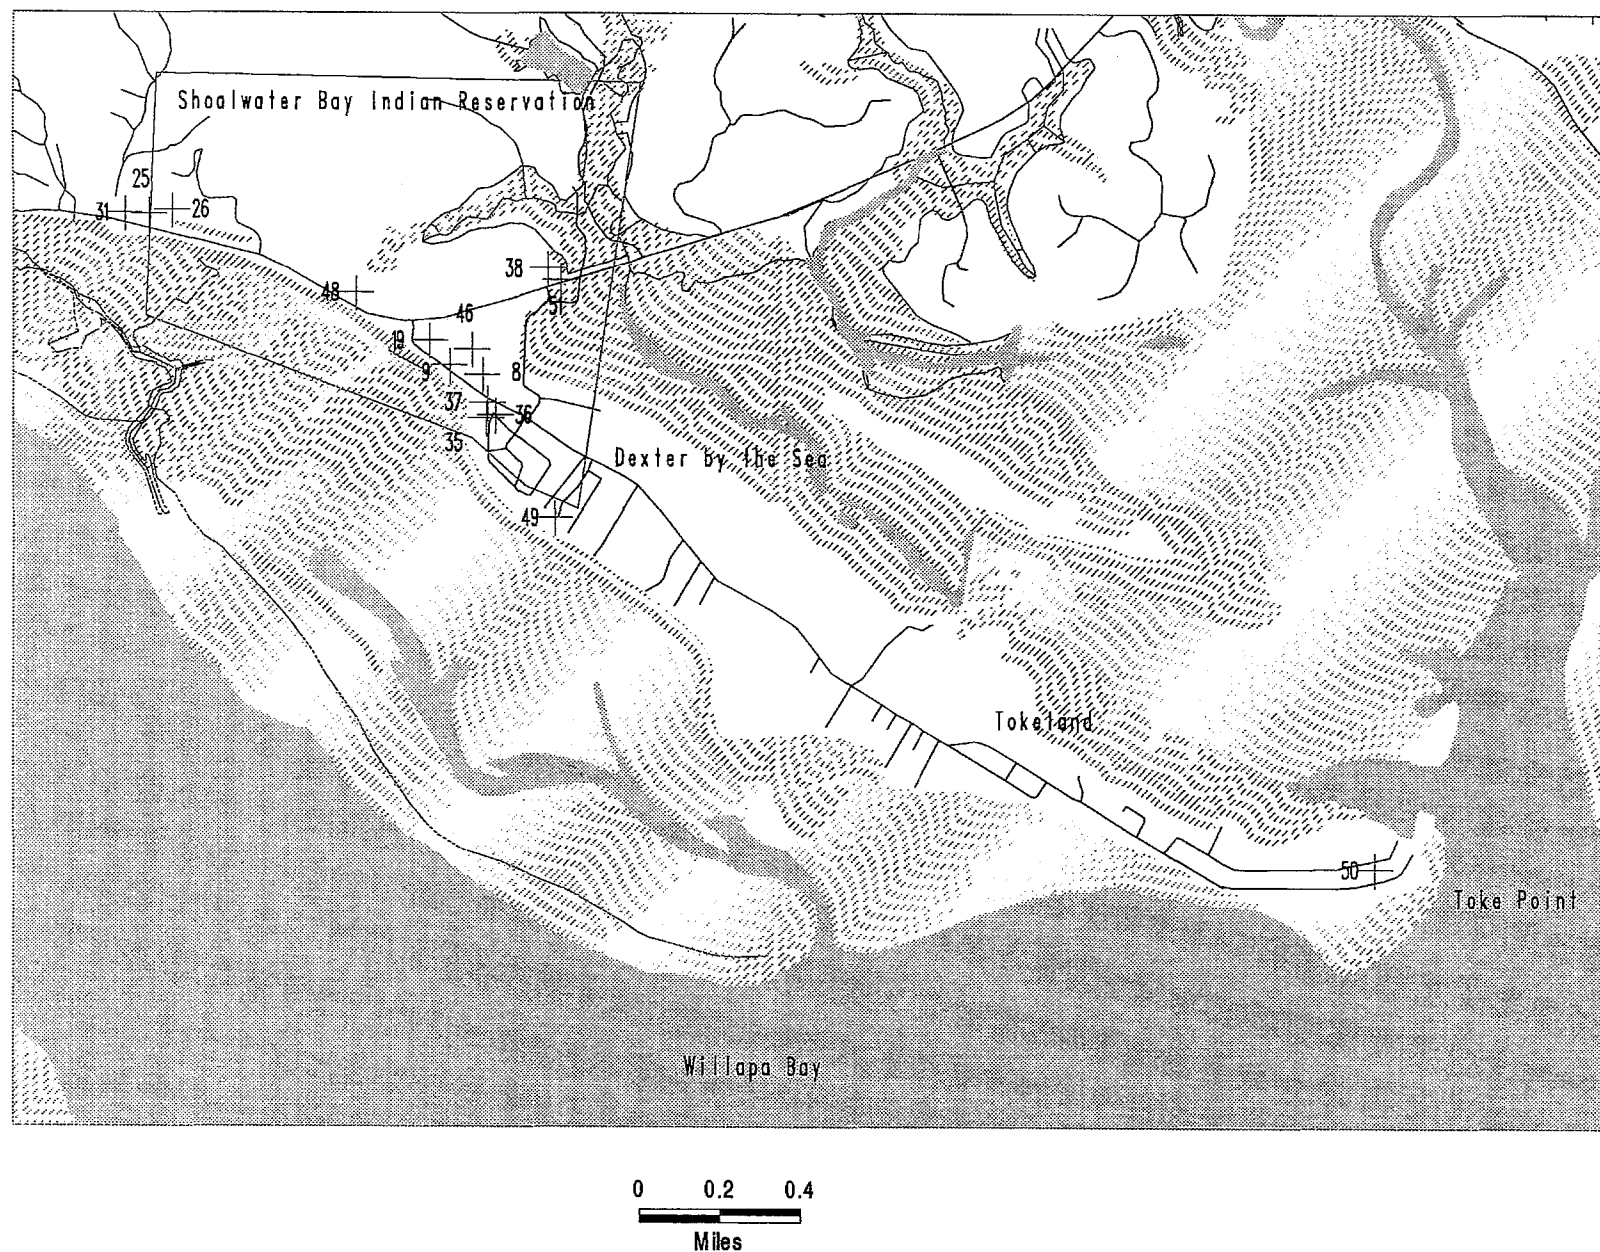 Shoalwater Bay Indian Reservation
25
31
26
38
48
51
46
19
9
8
37
36
35
Dexter by the Sea
49
Tokeland
50
Toke Point
Willapa Bay
0 0.2 0.4
Miles